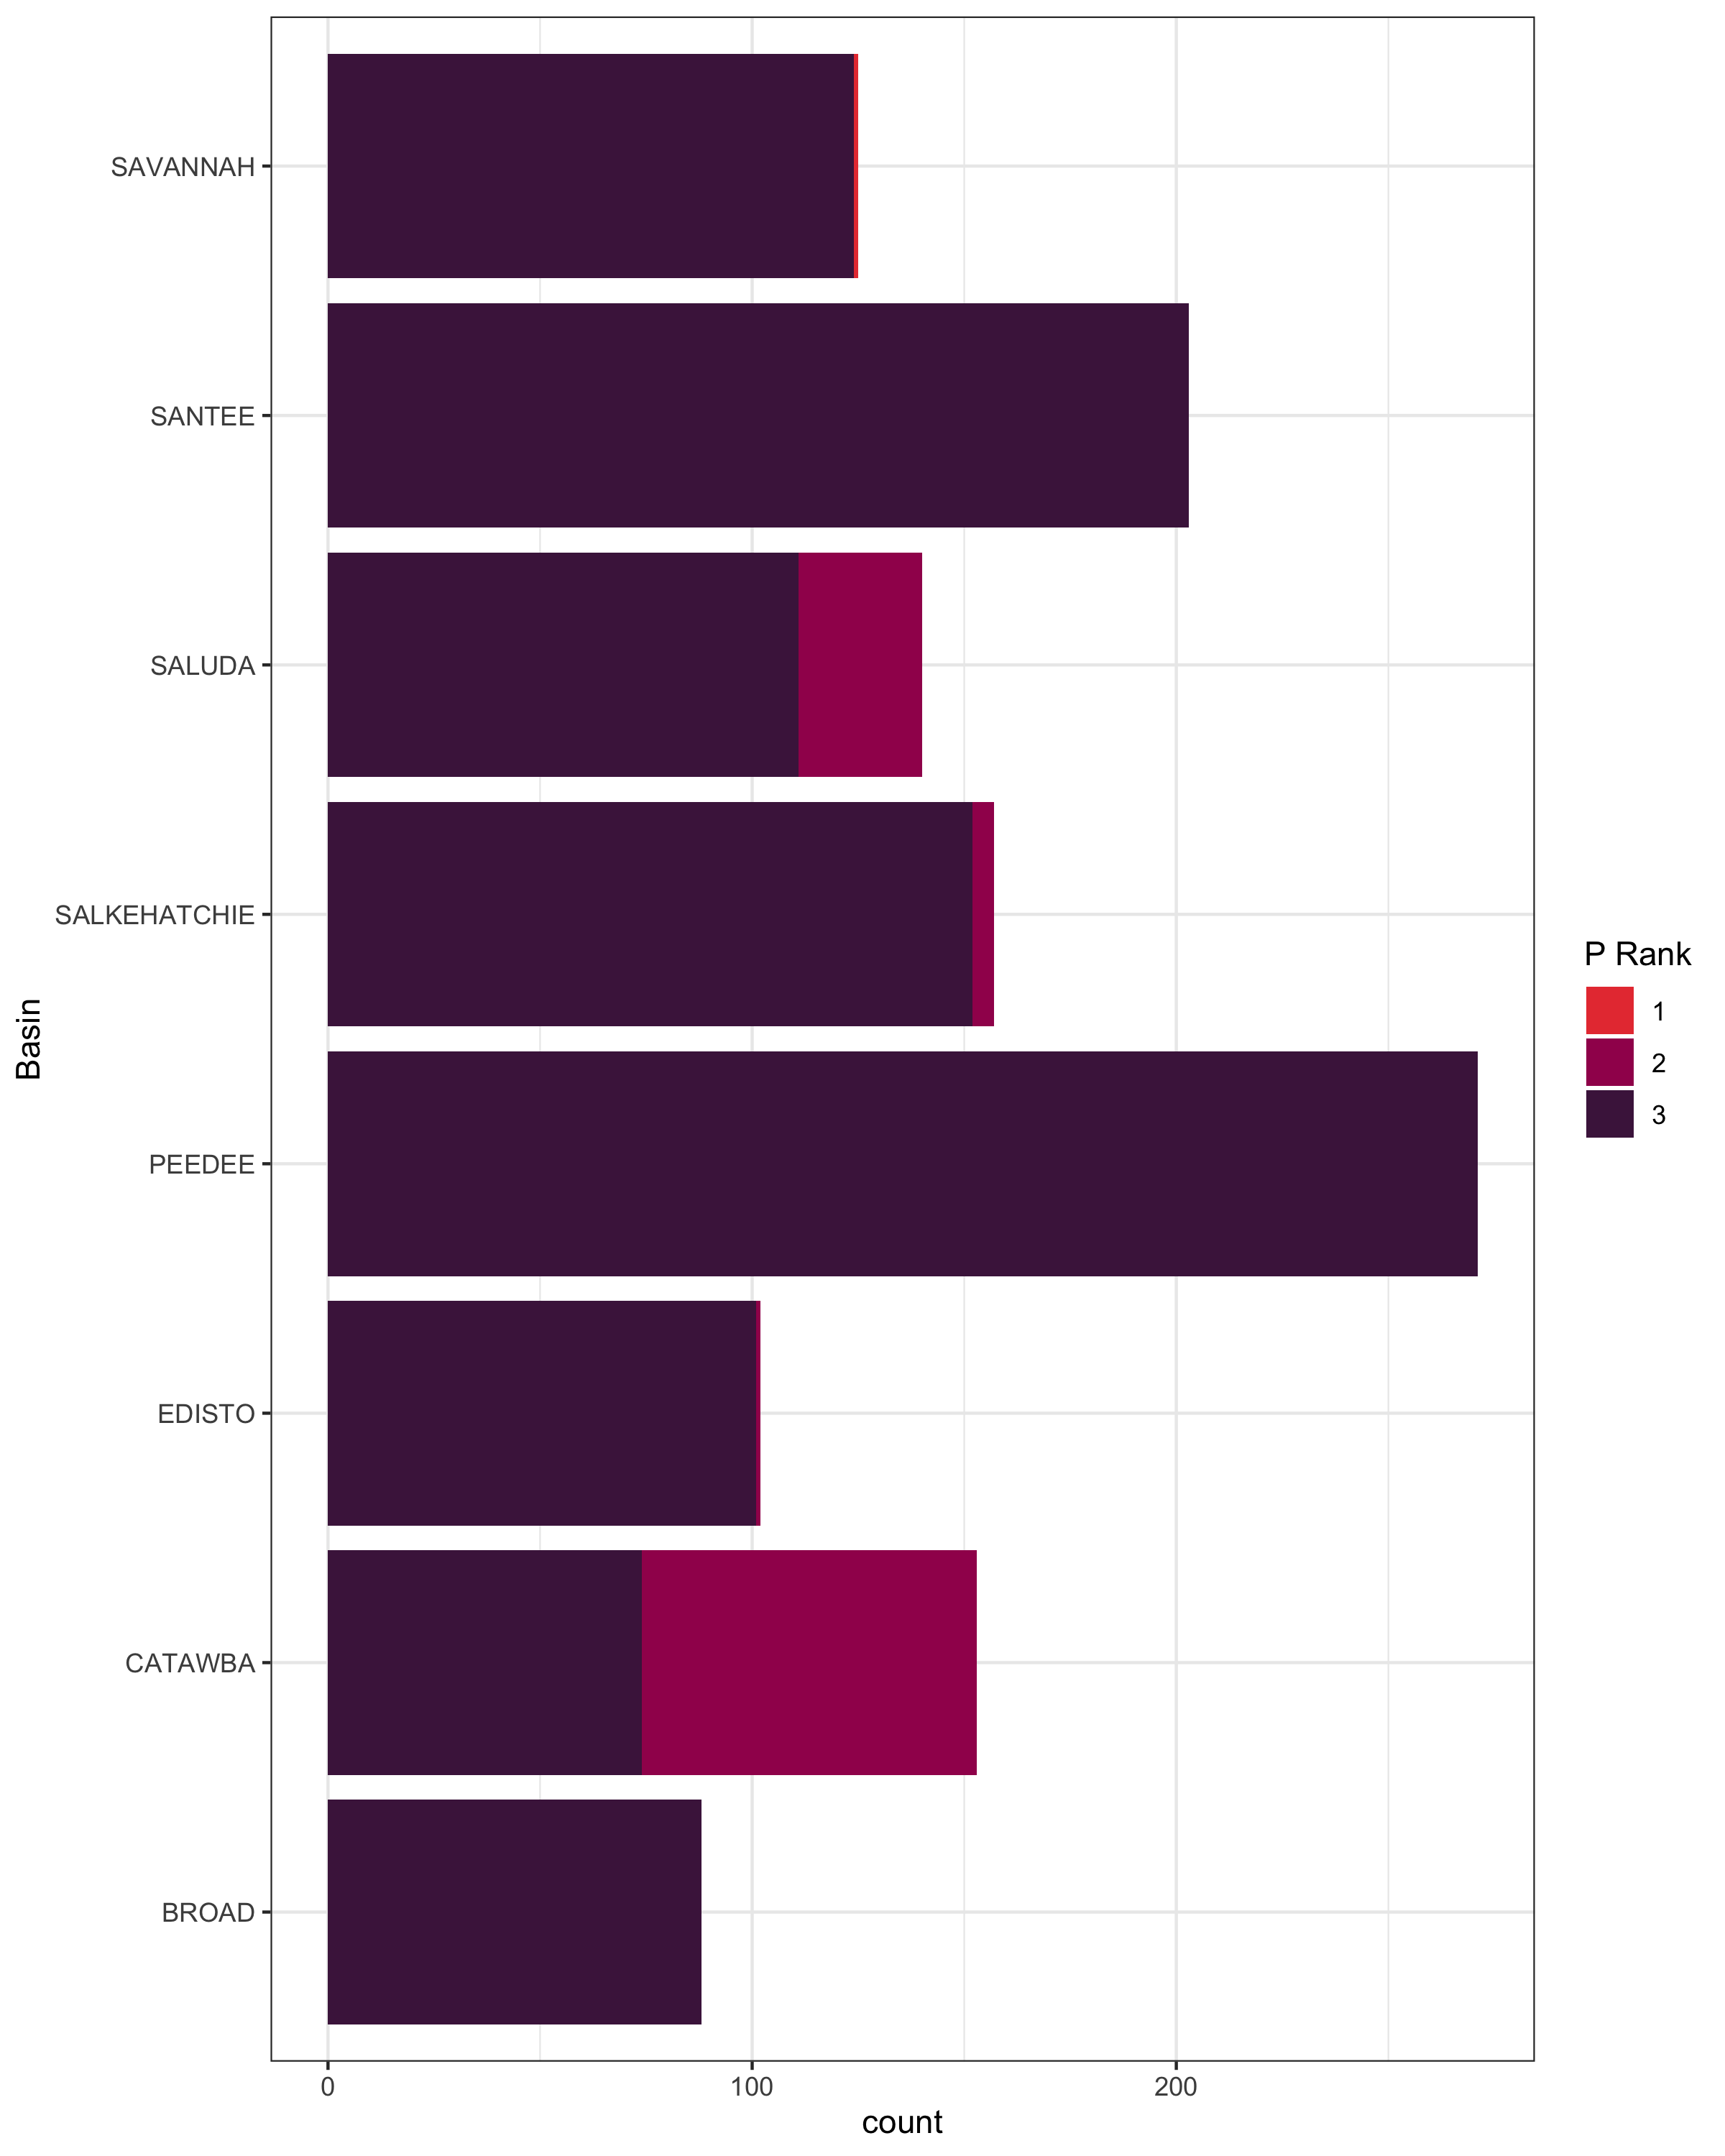 SAVANNAH
SANTEE
SALUDA
SALKEHATCHIE
PEEDEE
EDISTO
CATAWBA
BROAD
Basin
0 100 200
count
P Rank
1
2
3